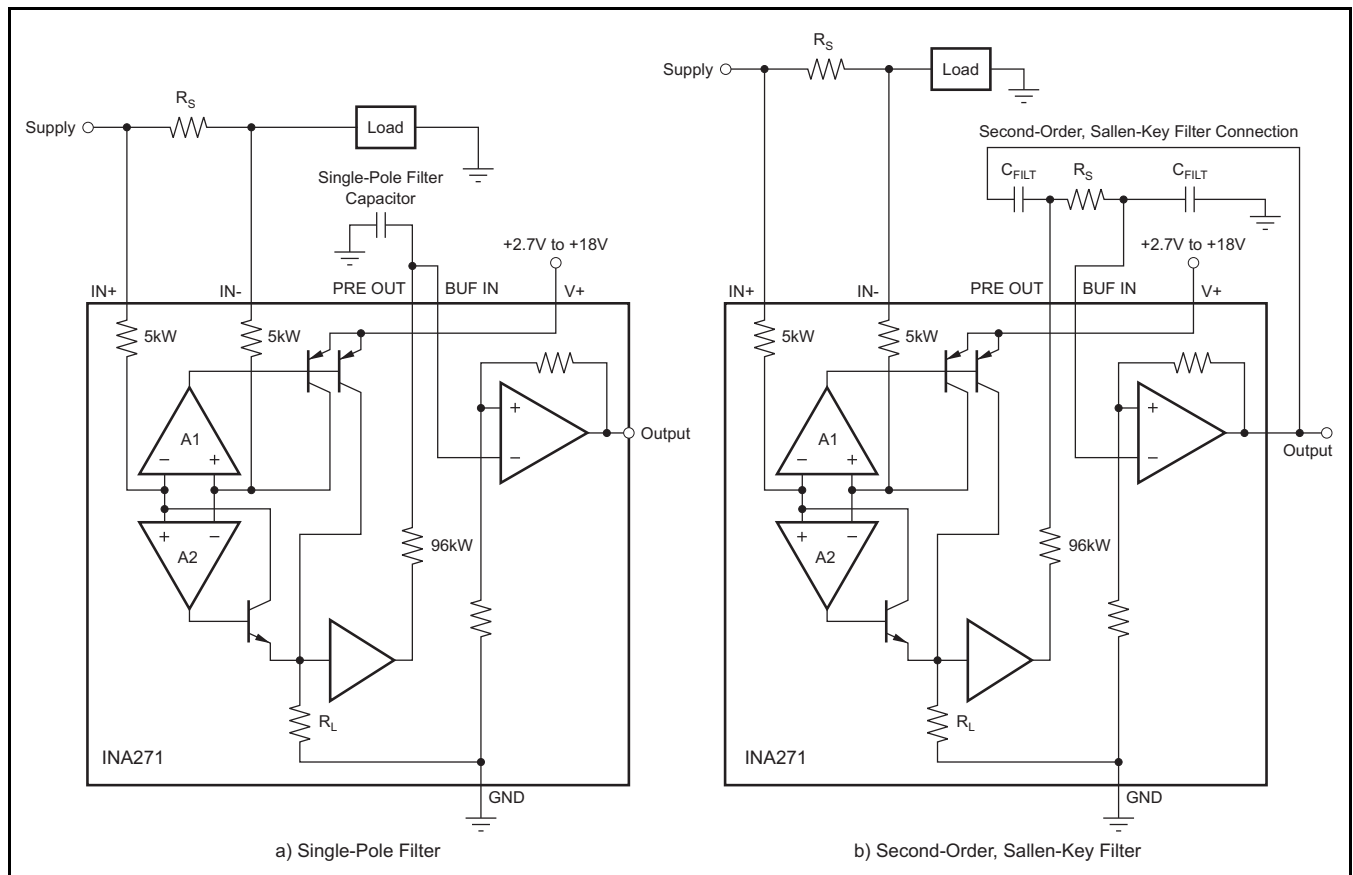 R_S
Supply
Load
Single-Pole Filter
Capacitor
+2.7V to +18V
IN+
IN-
PRE OUT
BUF IN
V+
5kW
5kW
A1
−
+
+
−
A2
96kW
+
−
Output
R_L
INA271
GND
a) Single-Pole Filter
R_S
Supply
Load
Second-Order, Sallen-Key Filter Connection
C_FILT
R_S
C_FILT
+2.7V to +18V
IN+
IN-
PRE OUT
BUF IN
V+
5kW
5kW
A1
−
+
+
−
A2
96kW
+
−
Output
R_L
INA271
GND
b) Second-Order, Sallen-Key Filter